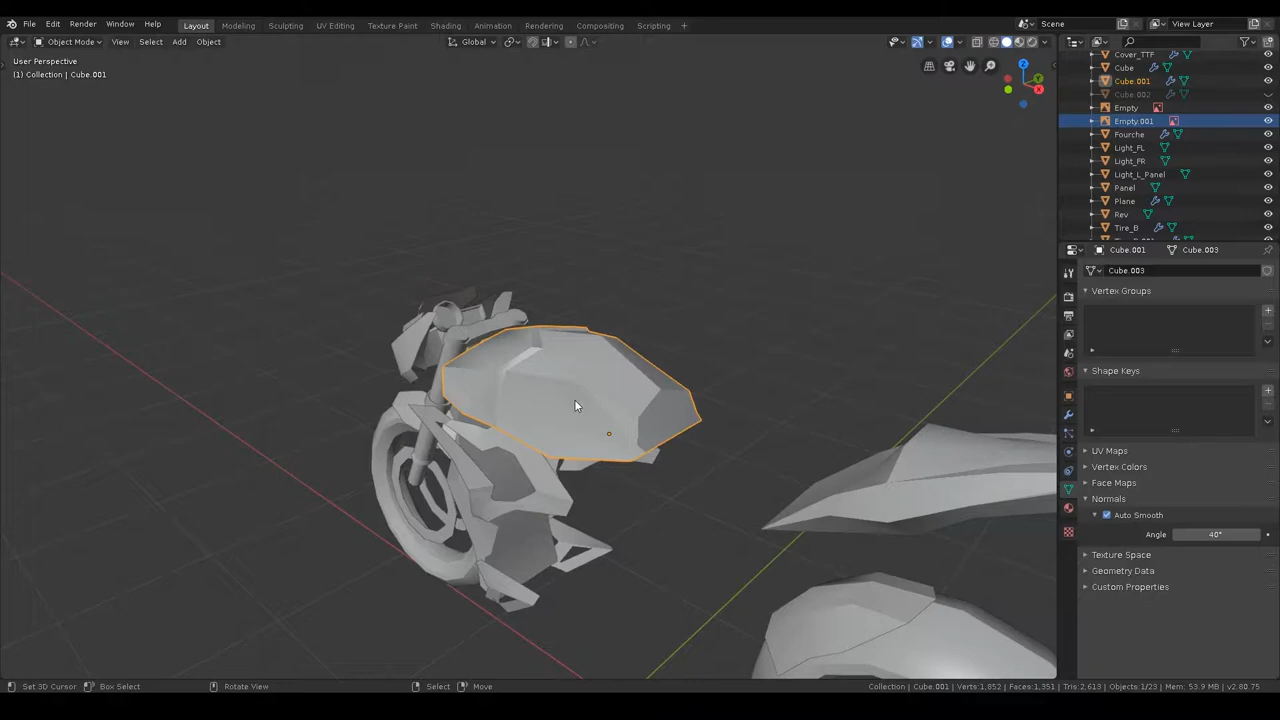 File Edit Render Window Help
Layout Modeling Sculpting UV Editing Texture Paint Shading Animation Rendering Compositing Scripting +
Scene
View Layer
Object Mode View Select Add Object
Global
User Perspective
(1) Collection | Cube.001
Z
Y
X
Cover_TTF
Cube
Cube.001
Cube.002
Empty
Empty.001
Fourche
Light_FL
Light_FR
Light_L_Panel
Panel
Plane
Rev
Tire_B
Cube.001 Cube.003
Cube.003
Vertex Groups
Shape Keys
UV Maps
Vertex Colors
Face Maps
Normals
Auto Smooth
Angle 40°
Texture Space
Geometry Data
Custom Properties
Set 3D Cursor Box Select Rotate View Select Move
Collection | Cube.001 | Verts:1,852 | Faces:1,351 | Tris:2,613 | Objects:1/23 | Mem: 53.9 MB | v2.80.75